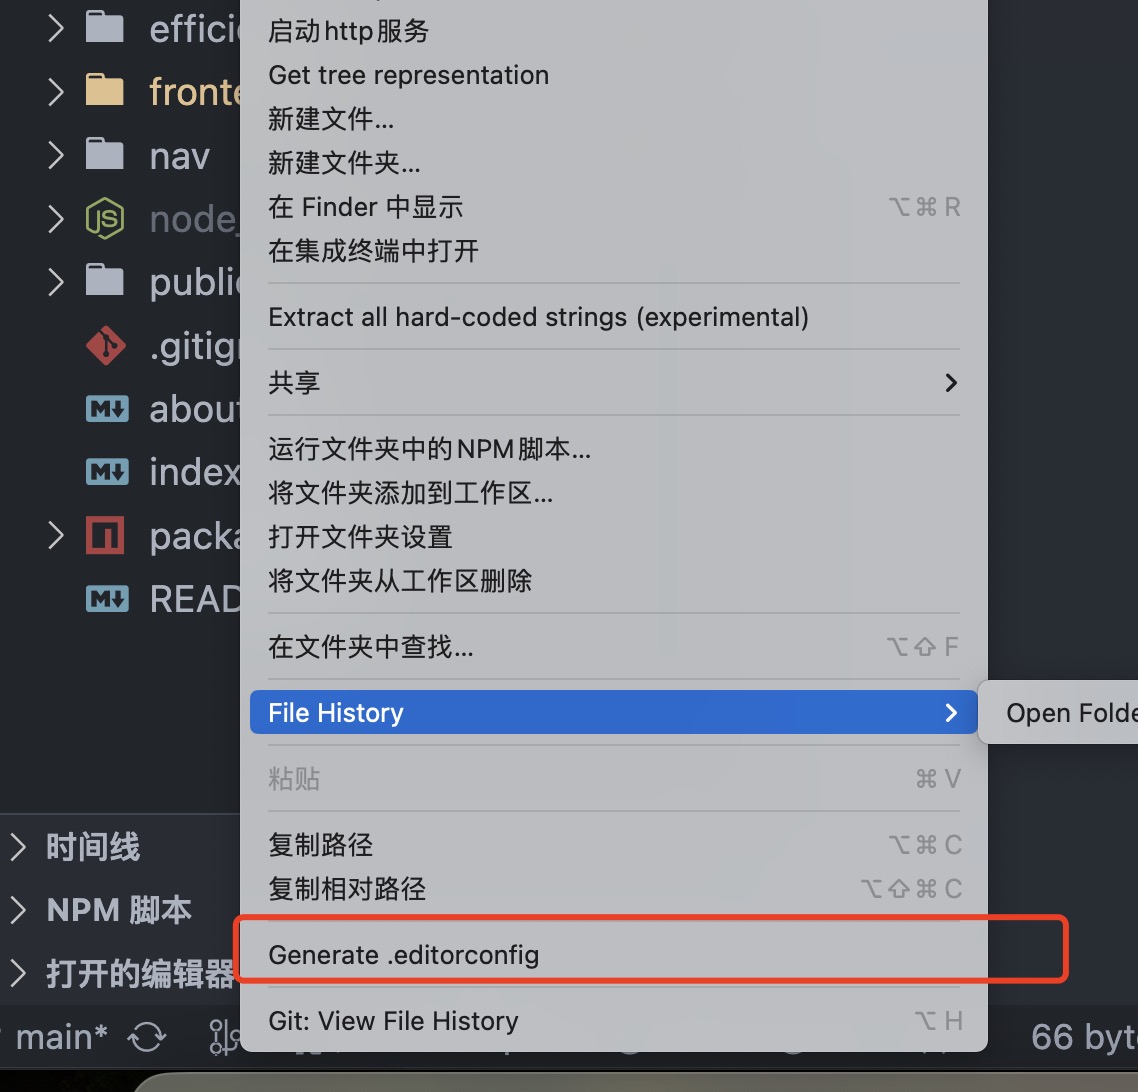 启动http服务
Get tree representation
新建文件...
新建文件夹...
在 Finder 中显示 ⌥⌘R
在集成终端中打开
Extract all hard-coded strings (experimental)
共享
运行文件夹中的NPM脚本...
将文件夹添加到工作区...
打开文件夹设置
将文件夹从工作区删除
在文件夹中查找... ⌥⇧F
File History
Open Folde
粘贴 ⌘V
复制路径 ⌥⌘C
复制相对路径 ⌥⇧⌘C
Generate .editorconfig
Git: View File History ⌥H
effici
fronte
nav
node_
public
.gitign
about
index
packa
READ
时间线
NPM 脚本
打开的编辑器
main*
66 byt